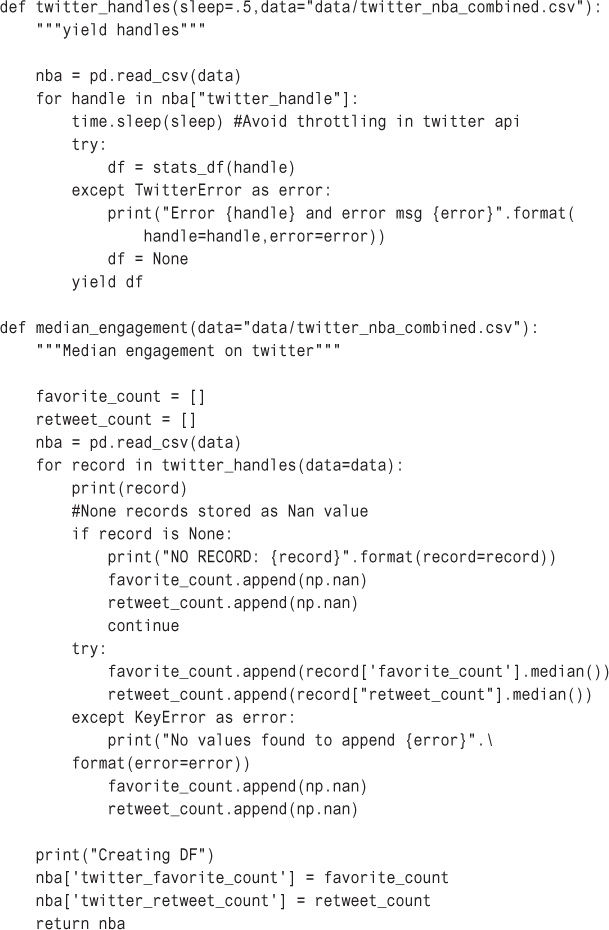 def twitter_handles(sleep=.5,data="data/twitter_nba_combined.csv"):
    """yield handles"""

    nba = pd.read_csv(data)
    for handle in nba["twitter_handle"]:
        time.sleep(sleep) #Avoid throttling in twitter api
        try:
            df = stats_df(handle)
        except TwitterError as error:
            print("Error {handle} and error msg {error}".format(
                handle=handle,error=error))
            df = None
        yield df

def median_engagement(data="data/twitter_nba_combined.csv"):
    """Median engagement on twitter"""

    favorite_count = []
    retweet_count = []
    nba = pd.read_csv(data)
    for record in twitter_handles(data=data):
        print(record)
        #None records stored as Nan value
        if record is None:
            print("NO RECORD: {record}".format(record=record))
            favorite_count.append(np.nan)
            retweet_count.append(np.nan)
            continue
        try:
            favorite_count.append(record['favorite_count'].median())
            retweet_count.append(record["retweet_count"].median())
        except KeyError as error:
            print("No values found to append {error}".\
        format(error=error))
            favorite_count.append(np.nan)
            retweet_count.append(np.nan)

    print("Creating DF")
    nba['twitter_favorite_count'] = favorite_count
    nba['twitter_retweet_count'] = retweet_count
    return nba